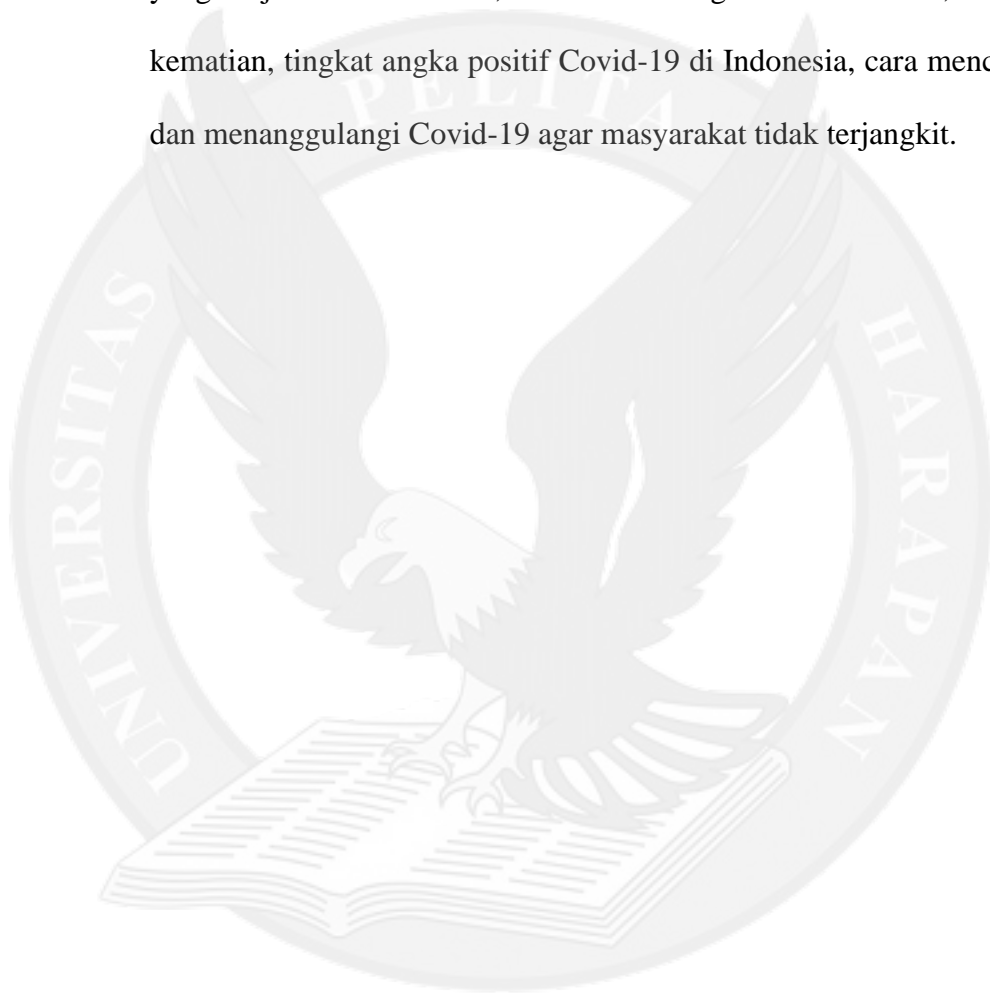 kematian, tingkat angka positif Covid-19 di Indonesia, cara
dan menanggulangi Covid-19 agar masyarakat tidak terjangkit.
UNIVERSITAS PELITA HARAPAN